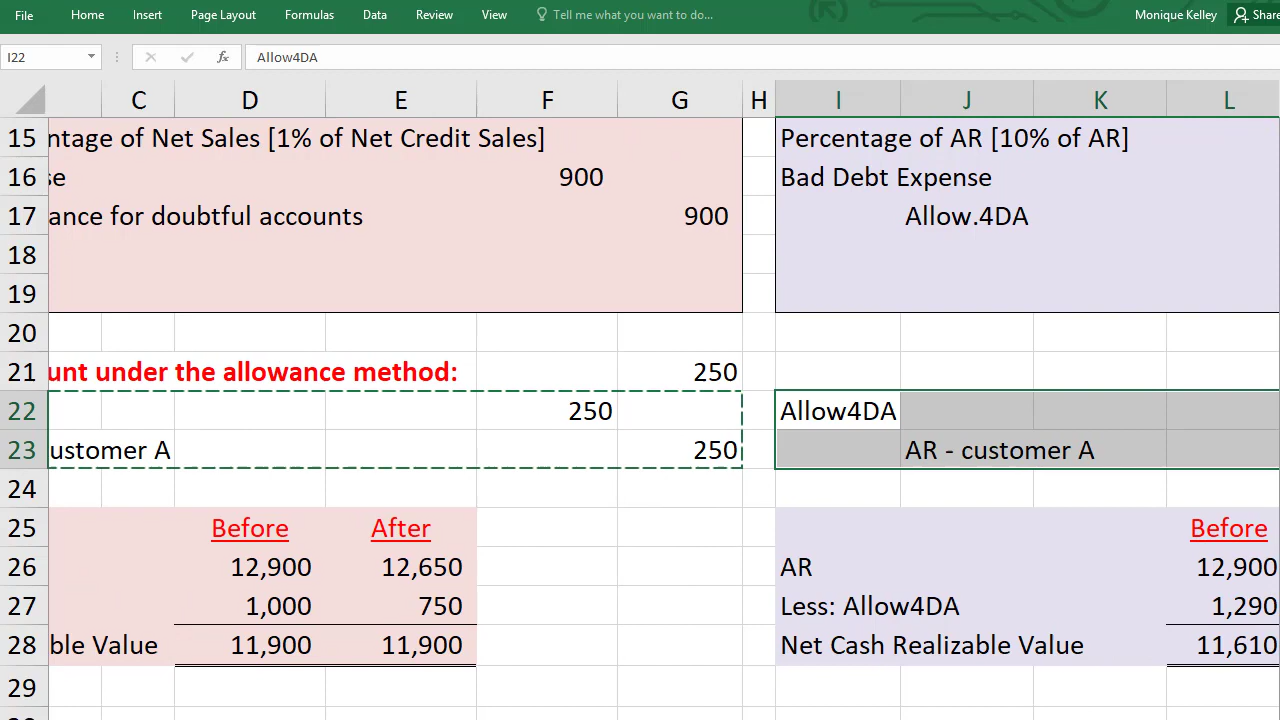 File Home Insert Page Layout Formulas Data Review View Tell me what you want to do... Monique Kelley Share
I22 fx Allow4DA
C D E F G H I J K L
15 ntage of Net Sales [1% of Net Credit Sales] Percentage of AR [10% of AR]
16 se 900 Bad Debt Expense
17 ance for doubtful accounts 900 Allow.4DA
18
19
20
21 unt under the allowance method: 250
22 250 Allow4DA
23 ustomer A 250 AR - customer A
24
25 Before After Before
26 12,900 12,650 AR 12,900
27 1,000 750 Less: Allow4DA 1,290
28 ble Value 11,900 11,900 Net Cash Realizable Value 11,610
29